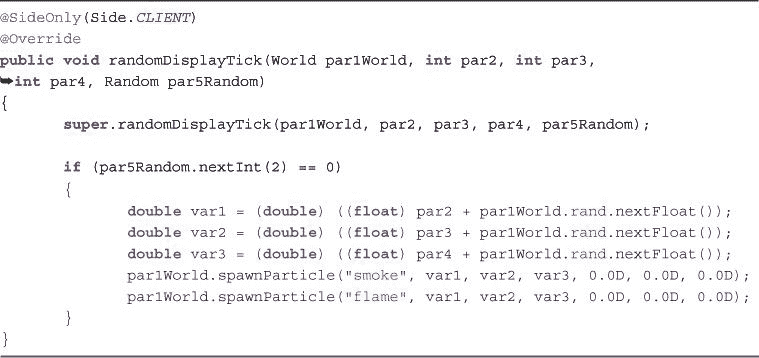 @SideOnly(Side.CLIENT)
@Override
public void randomDisplayTick(World par1World, int par2, int par3,
➥int par4, Random par5Random)
{
super.randomDisplayTick(par1World, par2, par3, par4, par5Random);
if (par5Random.nextInt(2) == 0)
{
double var1 = (double) ((float) par2 + par1World.rand.nextFloat());
double var2 = (double) ((float) par3 + par1World.rand.nextFloat());
double var3 = (double) ((float) par4 + par1World.rand.nextFloat());
par1World.spawnParticle("smoke", var1, var2, var3, 0.0D, 0.0D, 0.0D);
par1World.spawnParticle("flame", var1, var2, var3, 0.0D, 0.0D, 0.0D);
}
}